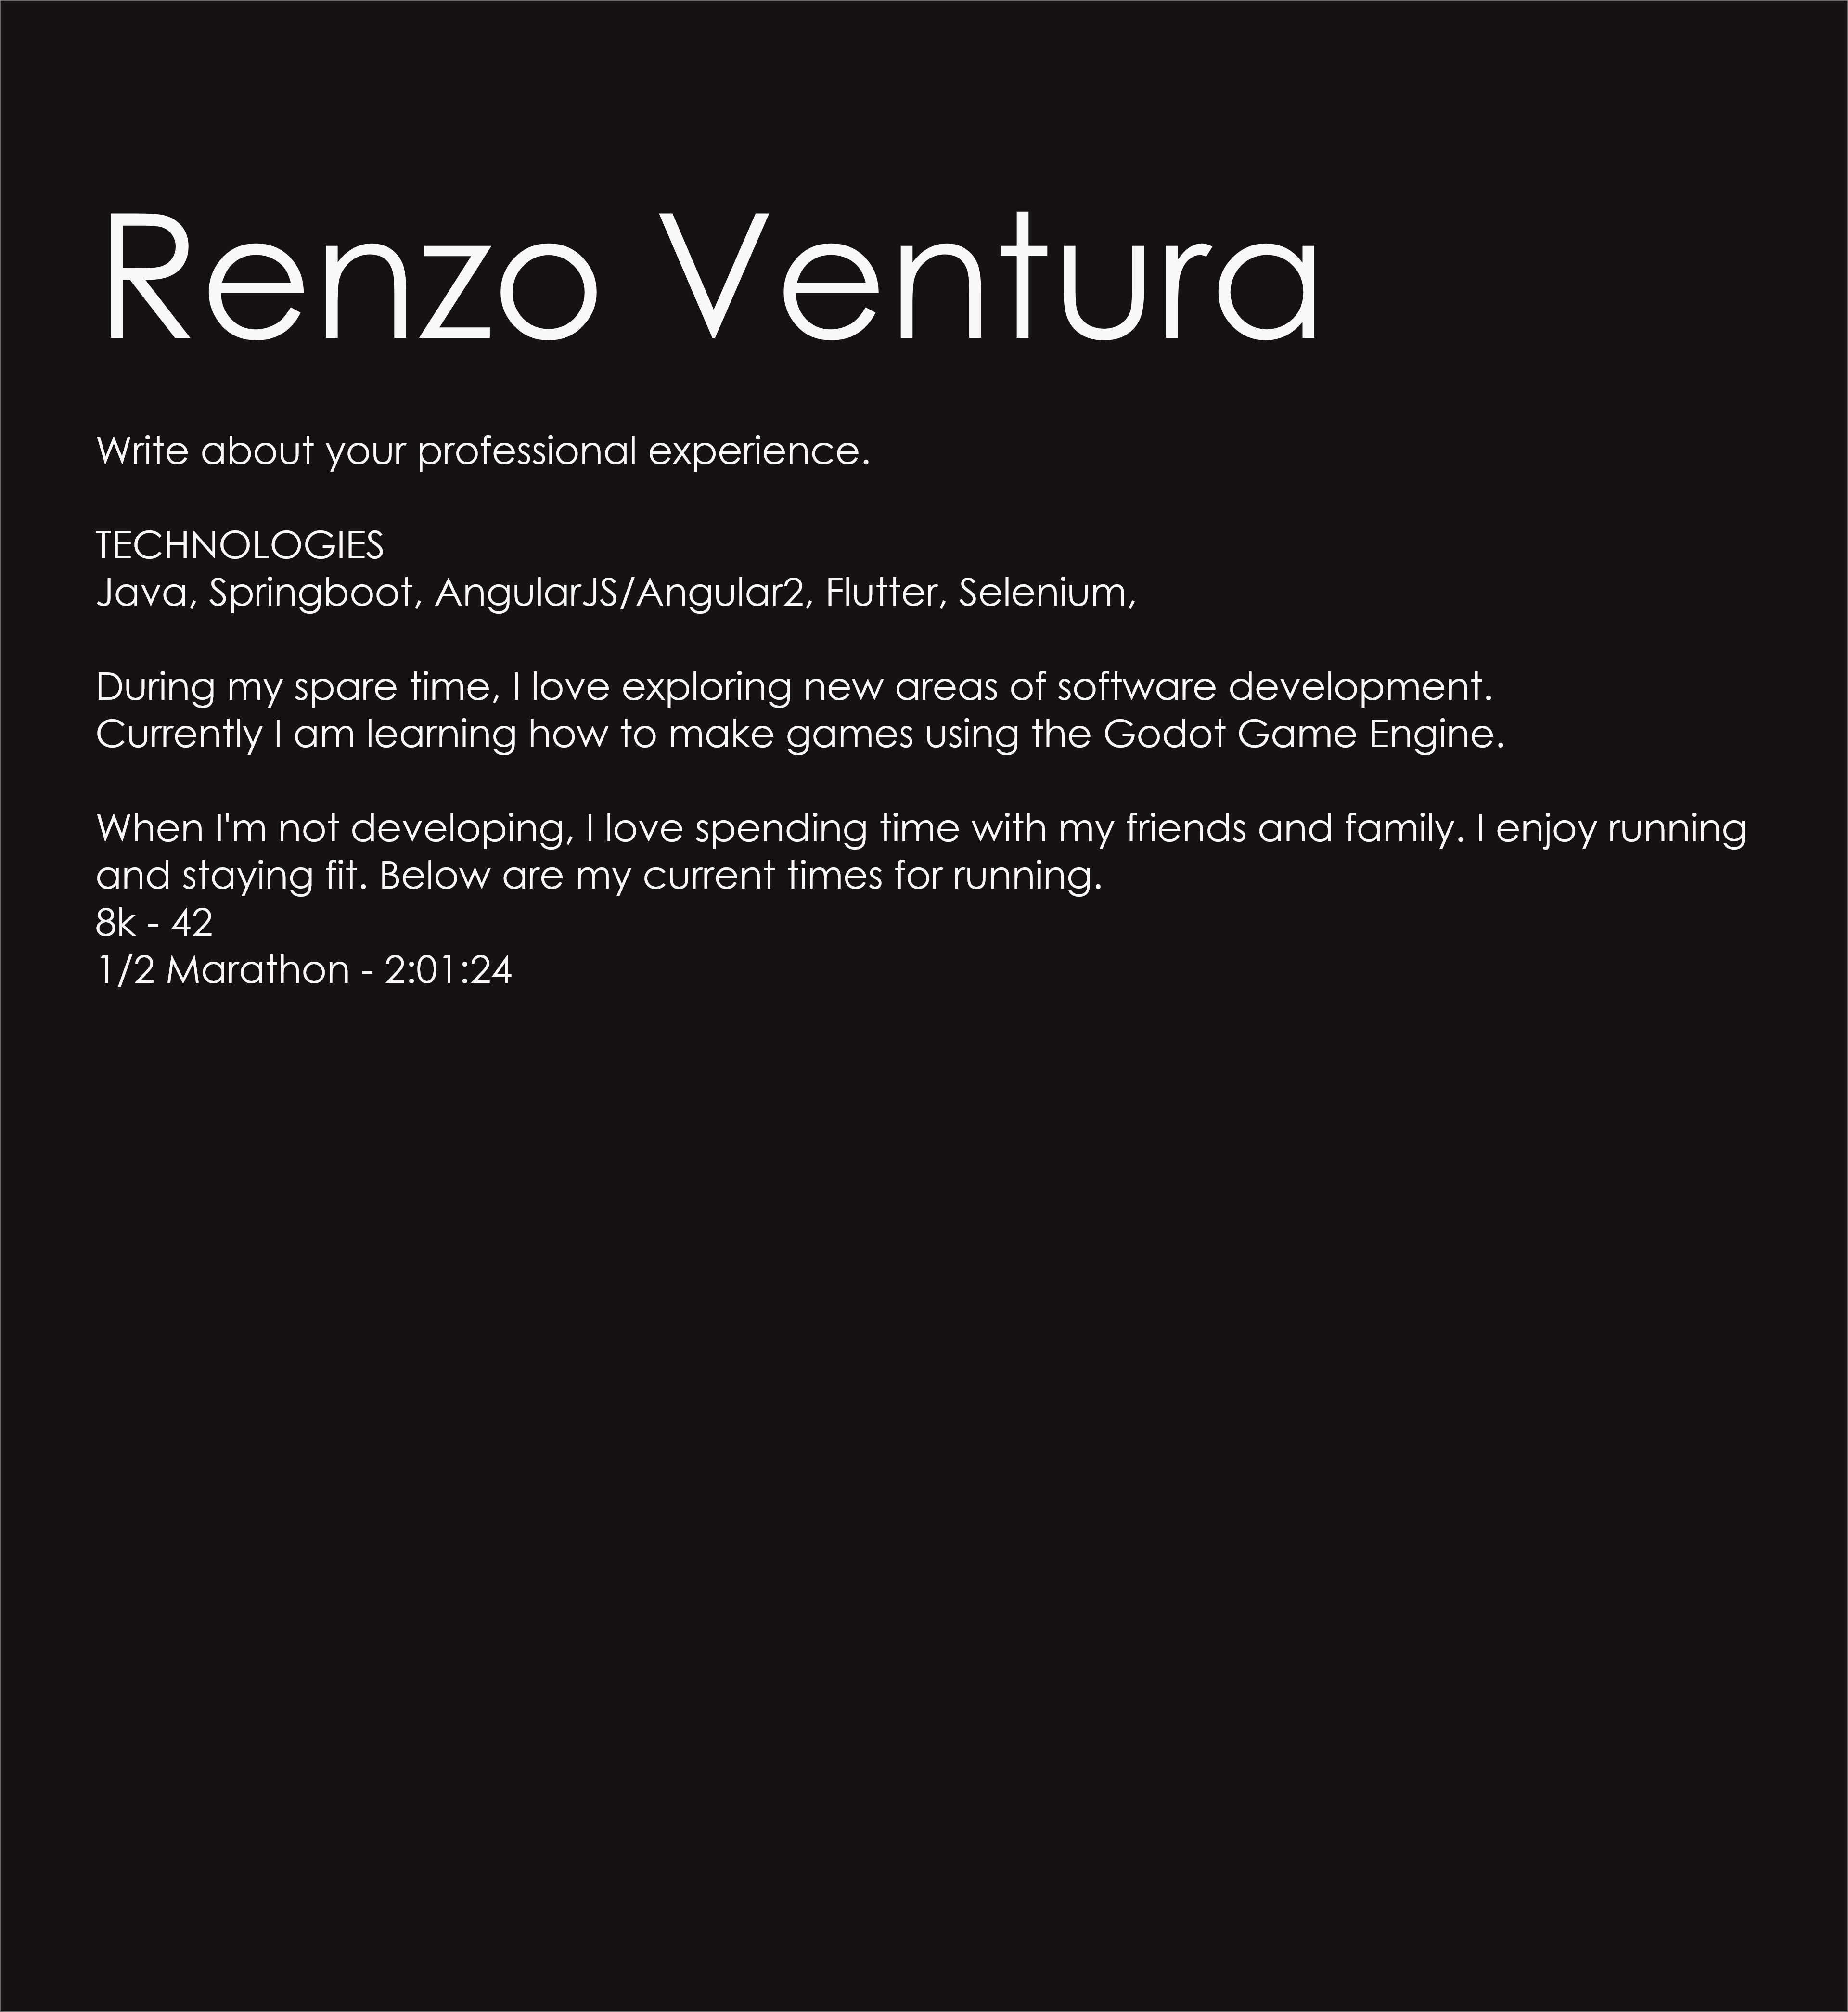 Renzo Ventura
Write about your professional experience.
TECHNOLOGIES
Java, Springboot, AngularJS/Angular2, Flutter, Selenium,
During my spare time, I love exploring new areas of software development.
Currently I am learning how to make games using the Godot Game Engine.
When I'm not developing, I love spending time with my friends and family. I enjoy running
and staying fit. Below are my current times for running.
8k - 42
1/2 Marathon - 2:01:24